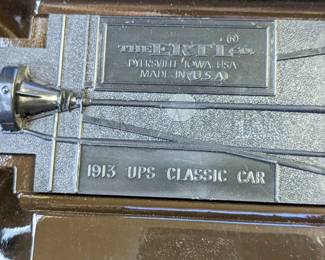 ®
THE ERTL Co.
DYERSVILLE, IOWA, USA
MADE IN U.S.A
1913 UPS CLASSIC CAR